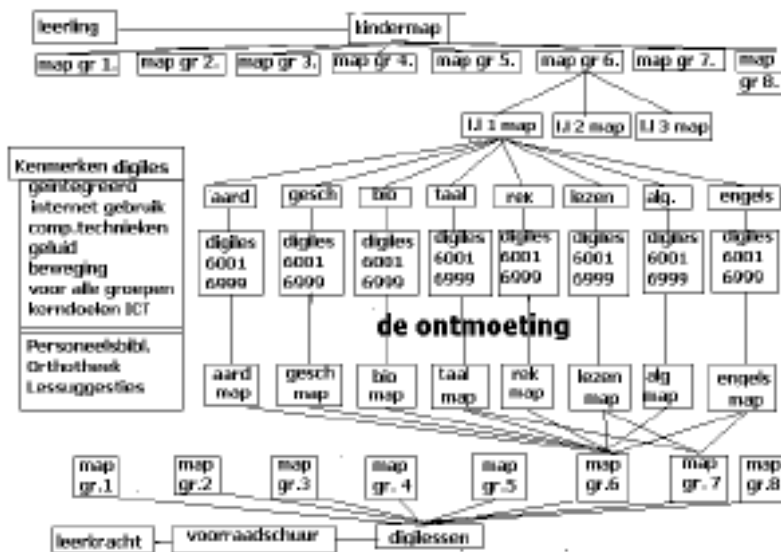 leerling kindermap
map gr 1. map gr 2. map gr 3. map gr 4. map gr 5. map gr 6. map gr 7. map
gr 8.
l.l 1 map l.l 2 map l.l 3 map
Kenmerken digiles
geintegreerd
internet gebruik
comp.technieken
geluid
beweging
voor alle groepen
kerndoelen ICT
Personeelsbibl.
Orthotheek
Lessuggesties
aard gesch bio taal rek lezen alg. engels
digiles digiles digiles digiles digiles digiles digiles digiles
6001 6001 6001 6001 6001 6001 6001 6001
6999 6999 6999 6999 6999 6999 6999 6999
de ontmoeting
aard gesch bio taal rek lezen alg engels
map map map map map map map map
map map map map map map map map
gr.1 gr.2 gr.3 gr. 4 gr.5 gr.6 gr. 7 gr.8
leerkracht voorraadschuur digilessen